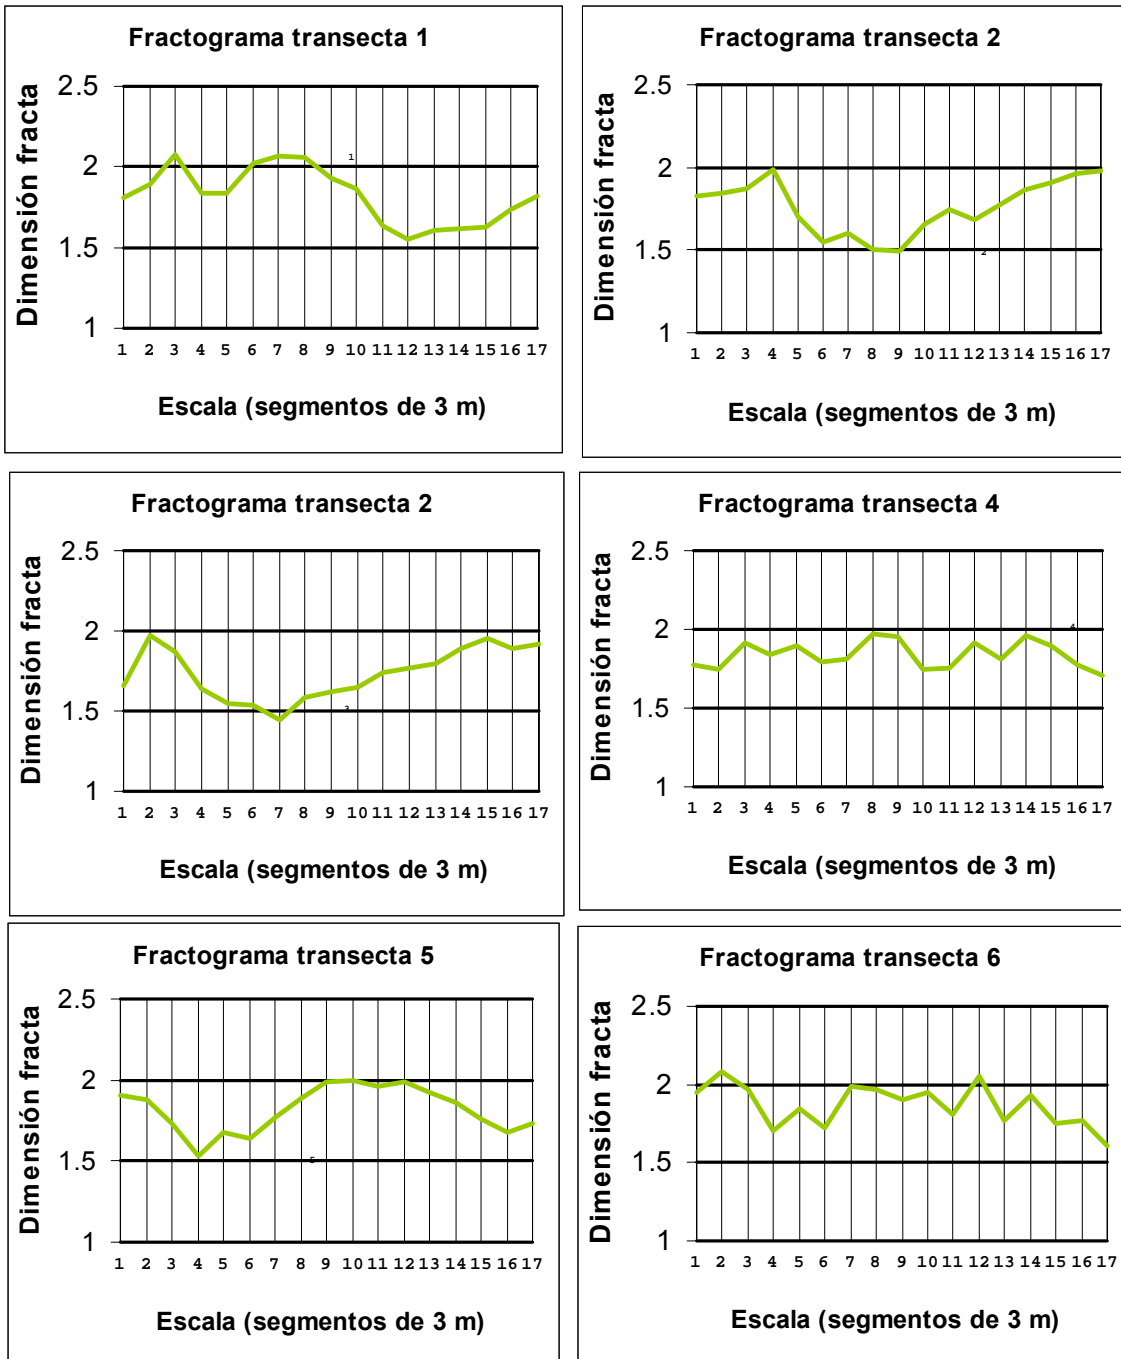 Fractograma transecta 1
Dimensión fracta
2.5
2
1.5
1
1
1 2 3 4 5 6 7 8 9 10 11 12 13 14 15 16 17
Escala (segmentos de 3 m)
Fractograma transecta 2
Dimensión fracta
2.5
2
1.5
2
1
1 2 3 4 5 6 7 8 9 10 11 12 13 14 15 16 17
Escala (segmentos de 3 m)
Fractograma transecta 2
Dimensión fracta
2.5
2
1.5
3
1
1 2 3 4 5 6 7 8 9 10 11 12 13 14 15 16 17
Escala (segmentos de 3 m)
Fractograma transecta 4
Dimensión fracta
2.5
2
4
1.5
1
1 2 3 4 5 6 7 8 9 10 11 12 13 14 15 16 17
Escala (segmentos de 3 m)
Fractograma transecta 5
Dimensión fracta
2.5
2
1.5
5
1
1 2 3 4 5 6 7 8 9 10 11 12 13 14 15 16 17
Escala (segmentos de 3 m)
Fractograma transecta 6
Dimensión fracta
2.5
2
1.5
1
1 2 3 4 5 6 7 8 9 10 11 12 13 14 15 16 17
Escala (segmentos de 3 m)